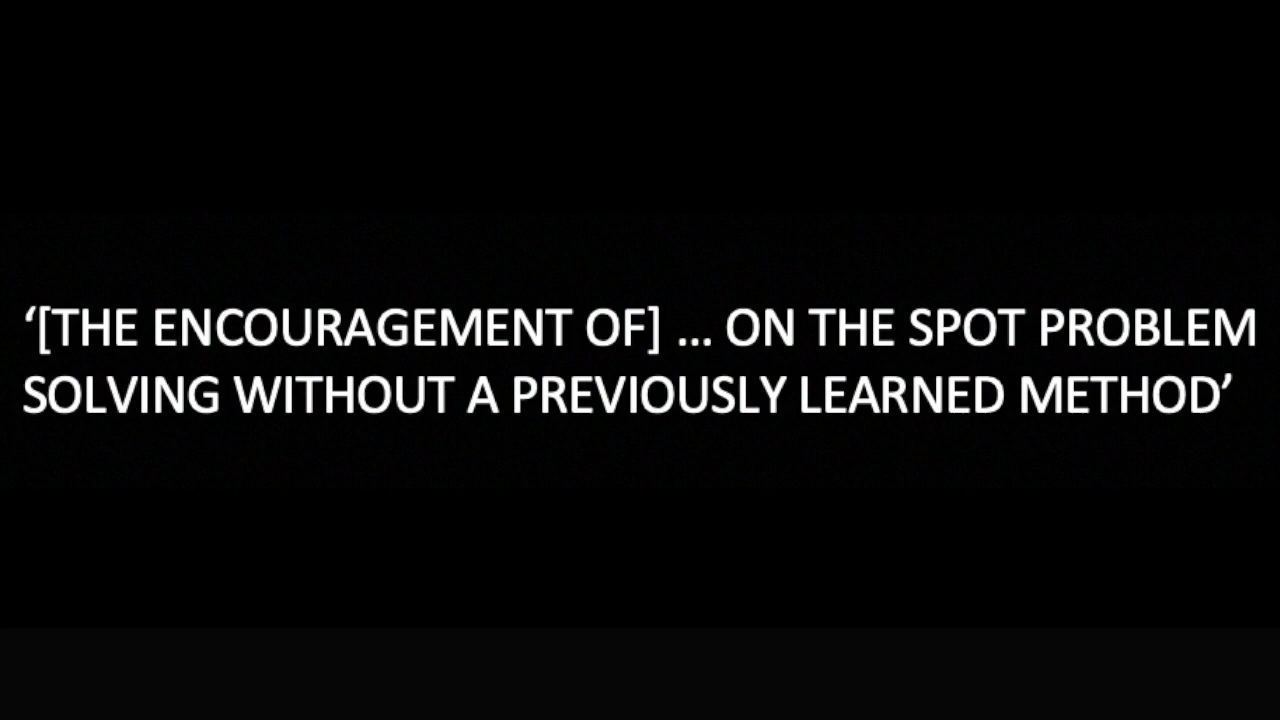 ‘[THE ENCOURAGEMENT OF] ... ON THE SPOT PROBLEM
SOLVING WITHOUT A PREVIOUSLY LEARNED METHOD’